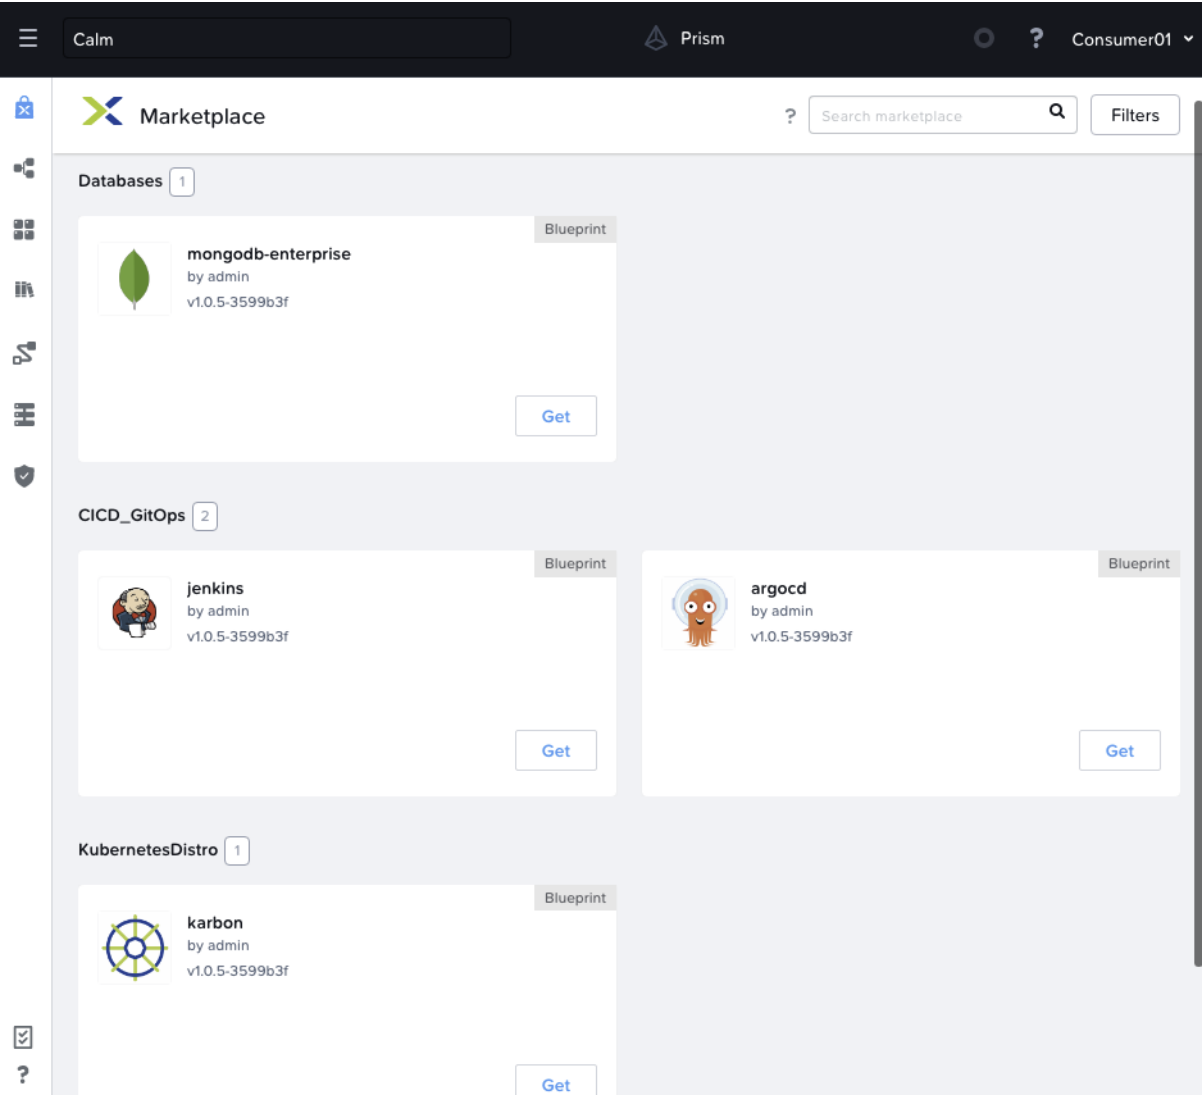 Calm
Prism
?
Consumer01
Marketplace
?
Search marketplace
Filters
Databases 1
Blueprint
mongodb-enterprise
by admin
v1.0.5-3599b3f
Get
CICD_GitOps 2
Blueprint
jenkins
by admin
v1.0.5-3599b3f
Get
Blueprint
argocd
by admin
v1.0.5-3599b3f
Get
KubernetesDistro 1
Blueprint
karbon
by admin
v1.0.5-3599b3f
Get
?